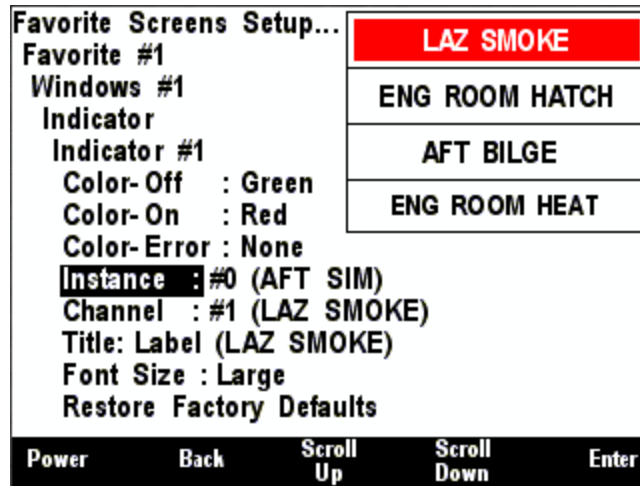 Favorite Screens Setup...
Favorite #1
Windows #1
Indicator
Indicator #1
Color-Off : Green
Color-On : Red
Color-Error : None
Instance : #0 (AFT SIM)
Channel : #1 (LAZ SMOKE)
Title: Label (LAZ SMOKE)
Font Size : Large
Restore Factory Defaults
LAZ SMOKE
ENG ROOM HATCH
AFT BILGE
ENG ROOM HEAT
Power Back Scroll Up Scroll Down Enter